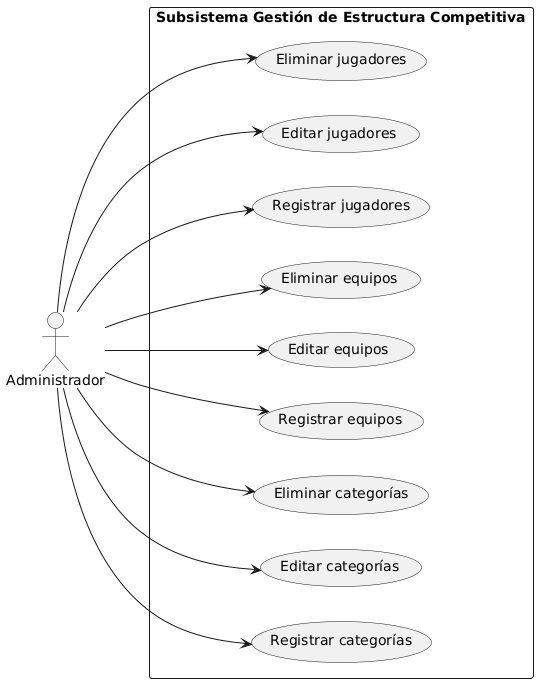 Subsistema Gestión de Estructura Competitiva
Eliminar jugadores
Editar jugadores
Registrar jugadores
Eliminar equipos
Editar equipos
Administrador
Registrar equipos
Eliminar categorías
Editar categorías
Registrar categorías